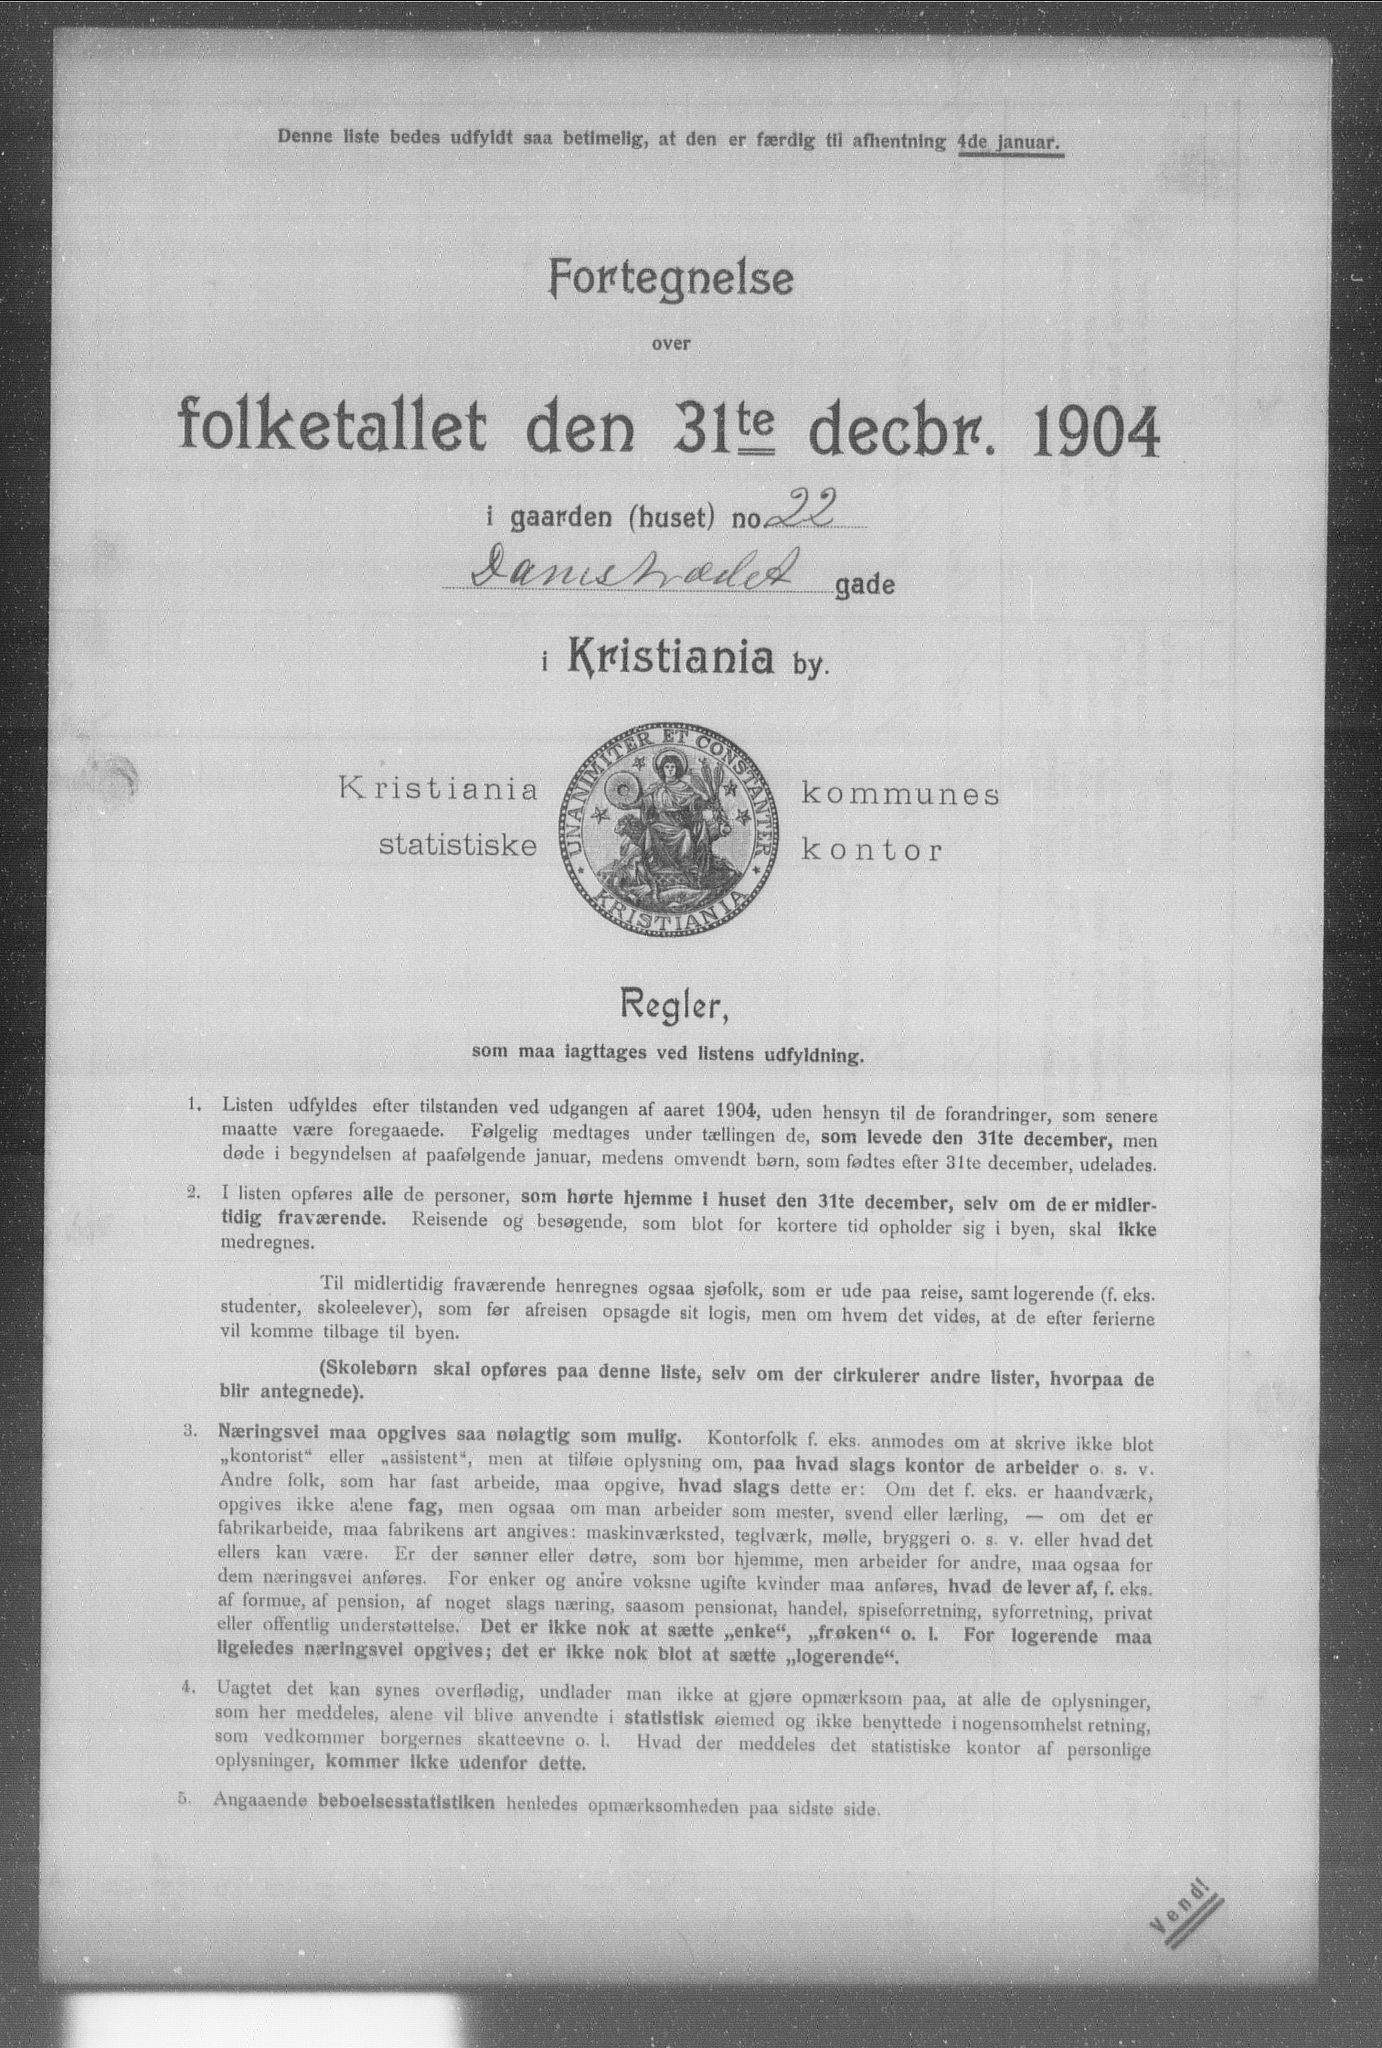 Denne liste bedes udfyldt saa betimelig, at den er færdig til afhentning 4de januar.
Fortegnelse
over
folketallet den 31te decbr. 1904
i gaarden (huset) no. 22
Damstrædet gade
i Kristiania by.
Kristiania kommunes
statistiske kontor
UNANIMITER ET CONSTANTER
KRISTIANIA
Regler,
som maa iagttages ved listens udfyldning.
1. Listen udfyldes efter tilstanden ved udgangen af aaret 1904, uden hensyn til de forandringer, som senere
maatte være foregaaede. Følgelig medtages under tællingen de, som levede den 31te december, men
døde i begyndelsen af paafølgende januar, medens omvendt børn, som fødtes efter 31te december, udelades.
2. I listen opføres alle de personer, som hørte hjemme i huset den 31te december, selv om de er midler-
tidig fraværende. Reisende og besøgende, som blot for kortere tid opholder sig i byen, skal ikke
medregnes.
Til midlertidig fraværende henregnes ogsaa sjøfolk, som er ude paa reise, samt logerende (f. eks.
studenter, skoleelever), som før afreisen opsagde sit logis, men om hvem det vides, at de efter ferierne
vil komme tilbage til byen.
(Skolebørn skal opføres paa denne liste, selv om der cirkulerer andre lister, hvorpaa de
blir antegnede).
3. Næringsvei maa opgives saa nøiagtig som mulig. Kontorfolk f. eks. anmodes om at skrive ikke blot
„kontorist“ eller „assistent“, men at tilføie oplysning om, paa hvad slags kontor de arbeider o. s. v.
Andre folk, som har fast arbeide, maa opgive, hvad slags dette er: Om det f. eks. er haandværk,
opgives ikke alene fag, men ogsaa om man arbeider som mester, svend eller lærling, — om det er
fabrikarbeide, maa fabrikens art angives: maskinværksted, teglværk, mølle, bryggeri o. s. v. eller hvad det
ellers kan være. Er der sønner eller døtre, som bor hjemme, men arbeider for andre, maa ogsaa for
dem næringsvei anføres. For enker og andre voksne ugifte kvinder maa anføres, hvad de lever af, f. eks.
af formue, af pension, af noget slags næring, saasom pensionat, handel, spiseforretning, syforretning, privat
eller offentlig understøttelse. Det er ikke nok at sætte „enke“, „frøken“ o. l. For logerende maa
ligeledes næringsvei opgives; det er ikke nok blot at sætte „logerende“.
4. Uagtet det kan synes overflødig, undlader man ikke at gjøre opmærksom paa, at alle de oplysninger,
som her meddeles, alene vil blive anvendte i statistisk øiemed og ikke benyttede i nogensomhelst retning,
som vedkommer borgernes skatteevne o. l. Hvad der meddeles det statistiske kontor af personlige
oplysninger, kommer ikke udenfor dette.
5. Angaaende beboelsesstatistiken henledes opmærksomheden paa sidste side.
Vend!